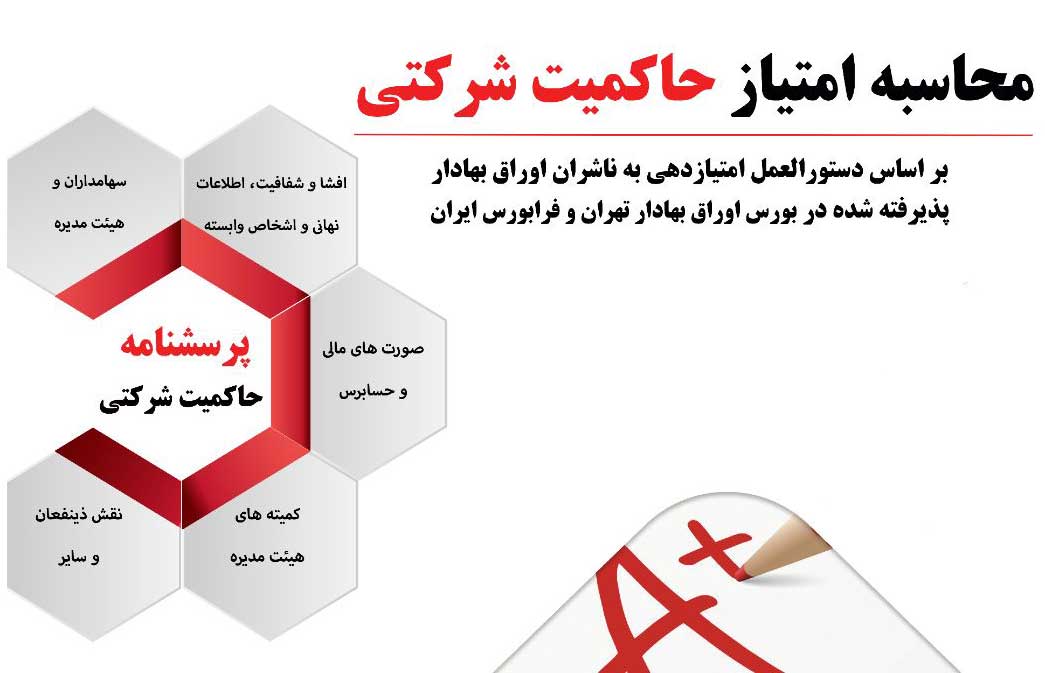 محاسبه امتیاز حاکمیت شرکتی
بر اساس دستورالعمل امتیازدهی به ناشران اوراق بهادار
پذیرفته شده در بورس اوراق بهادار تهران و فرابورس ایران
سهامداران و
هیئت مدیره
افشا و شفافیت، اطلاعات
نهانی و اشخاص وابسته
صورت های مالی
و حسابرس
پرسشنامه
حاکمیت شرکتی
کمیته های
هیئت مدیره
نقش ذینفعان
و سایر
A+